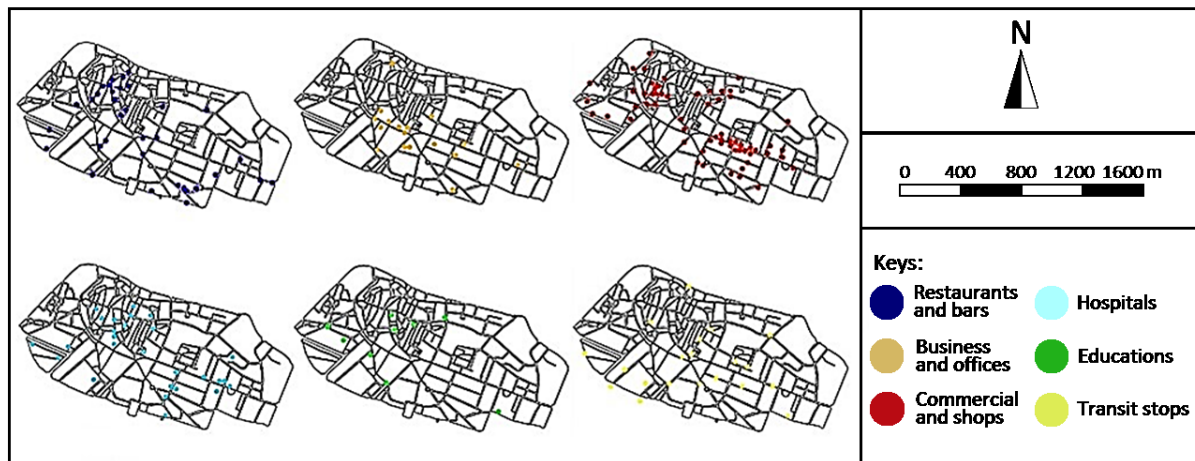 N
0 400 800 1200 1600 m
Keys:
Restaurants
and bars
Hospitals
Business
and offices
Educations
Commercial
and shops
Transit stops